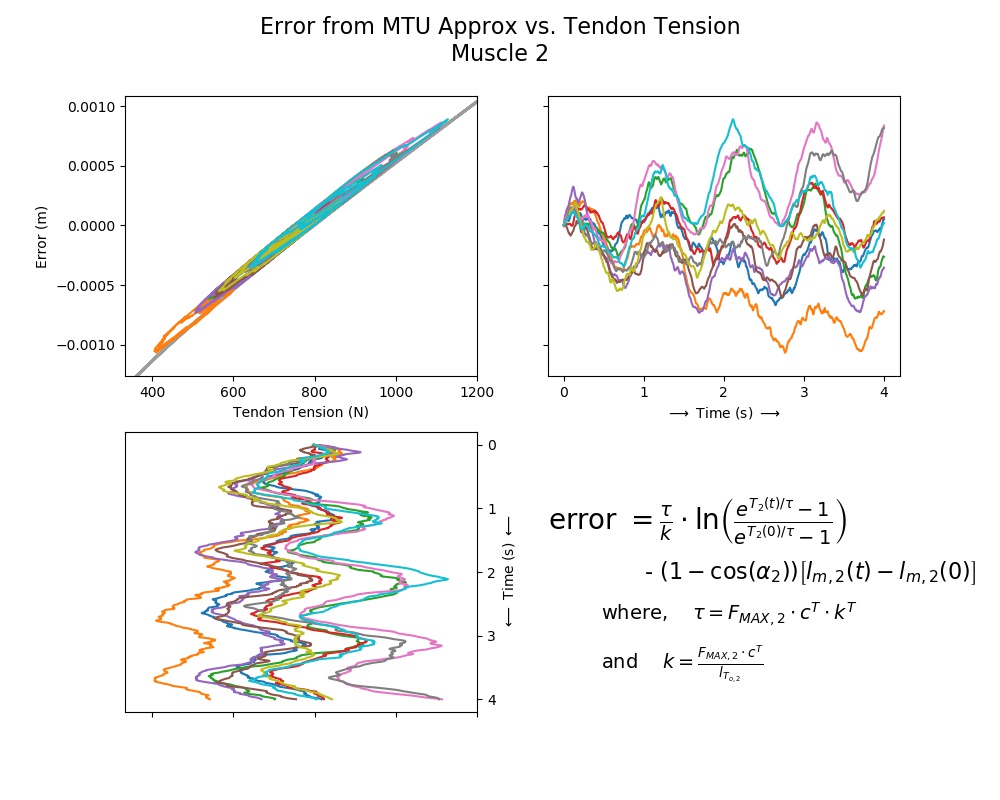 Error from MTU Approx vs. Tendon Tension
Muscle 2
0.0010
0.0005
0.0000
−0.0005
−0.0010
Error (m)
400 600 800 1000 1200
Tendon Tension (N)
0 1 2 3 4
⟶ Time (s) ⟶
0
1
2
3
4
⟵ Time (s) ⟵
error = τ/k · ln((e^{T₂(t)/τ} − 1)/(e^{T₂(0)/τ} − 1))
- (1 − cos(α₂))[l_{m,2}(t) − l_{m,2}(0)]
where, τ = F_{MAX,2} · c^T · k^T
and k = (F_{MAX,2} · c^T)/l_{T_{o,2}}